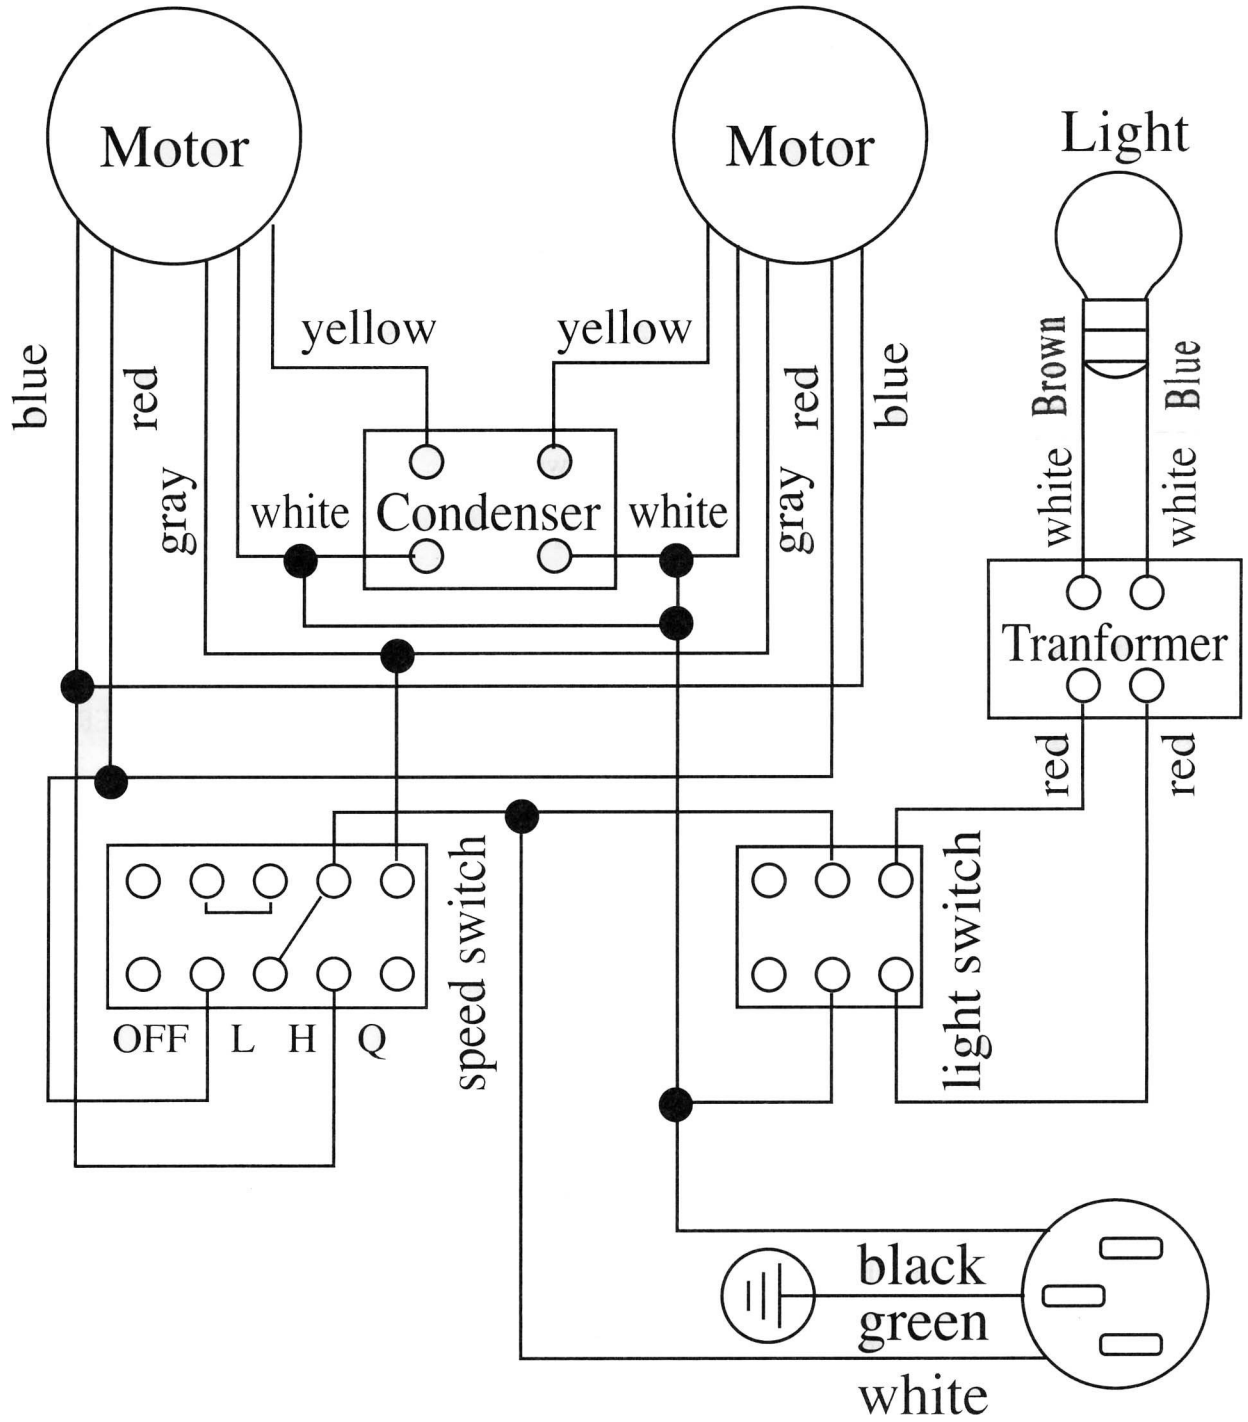 Motor
Motor
Light
yellow
yellow
blue
red
gray
white
Condenser
white
gray
red
blue
Brown
Blue
white
white
Tranformer
red
red
speed switch
light switch
OFF L H Q
black
green
white